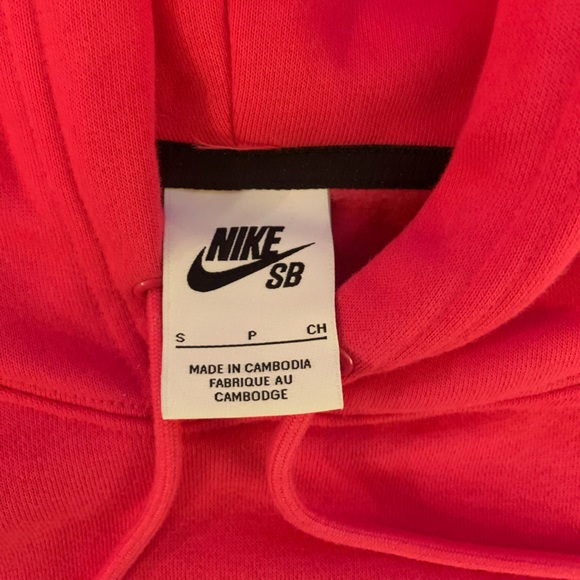 NIKE
SB
S P CH
MADE IN CAMBODIA
FABRIQUE AU
CAMBODGE